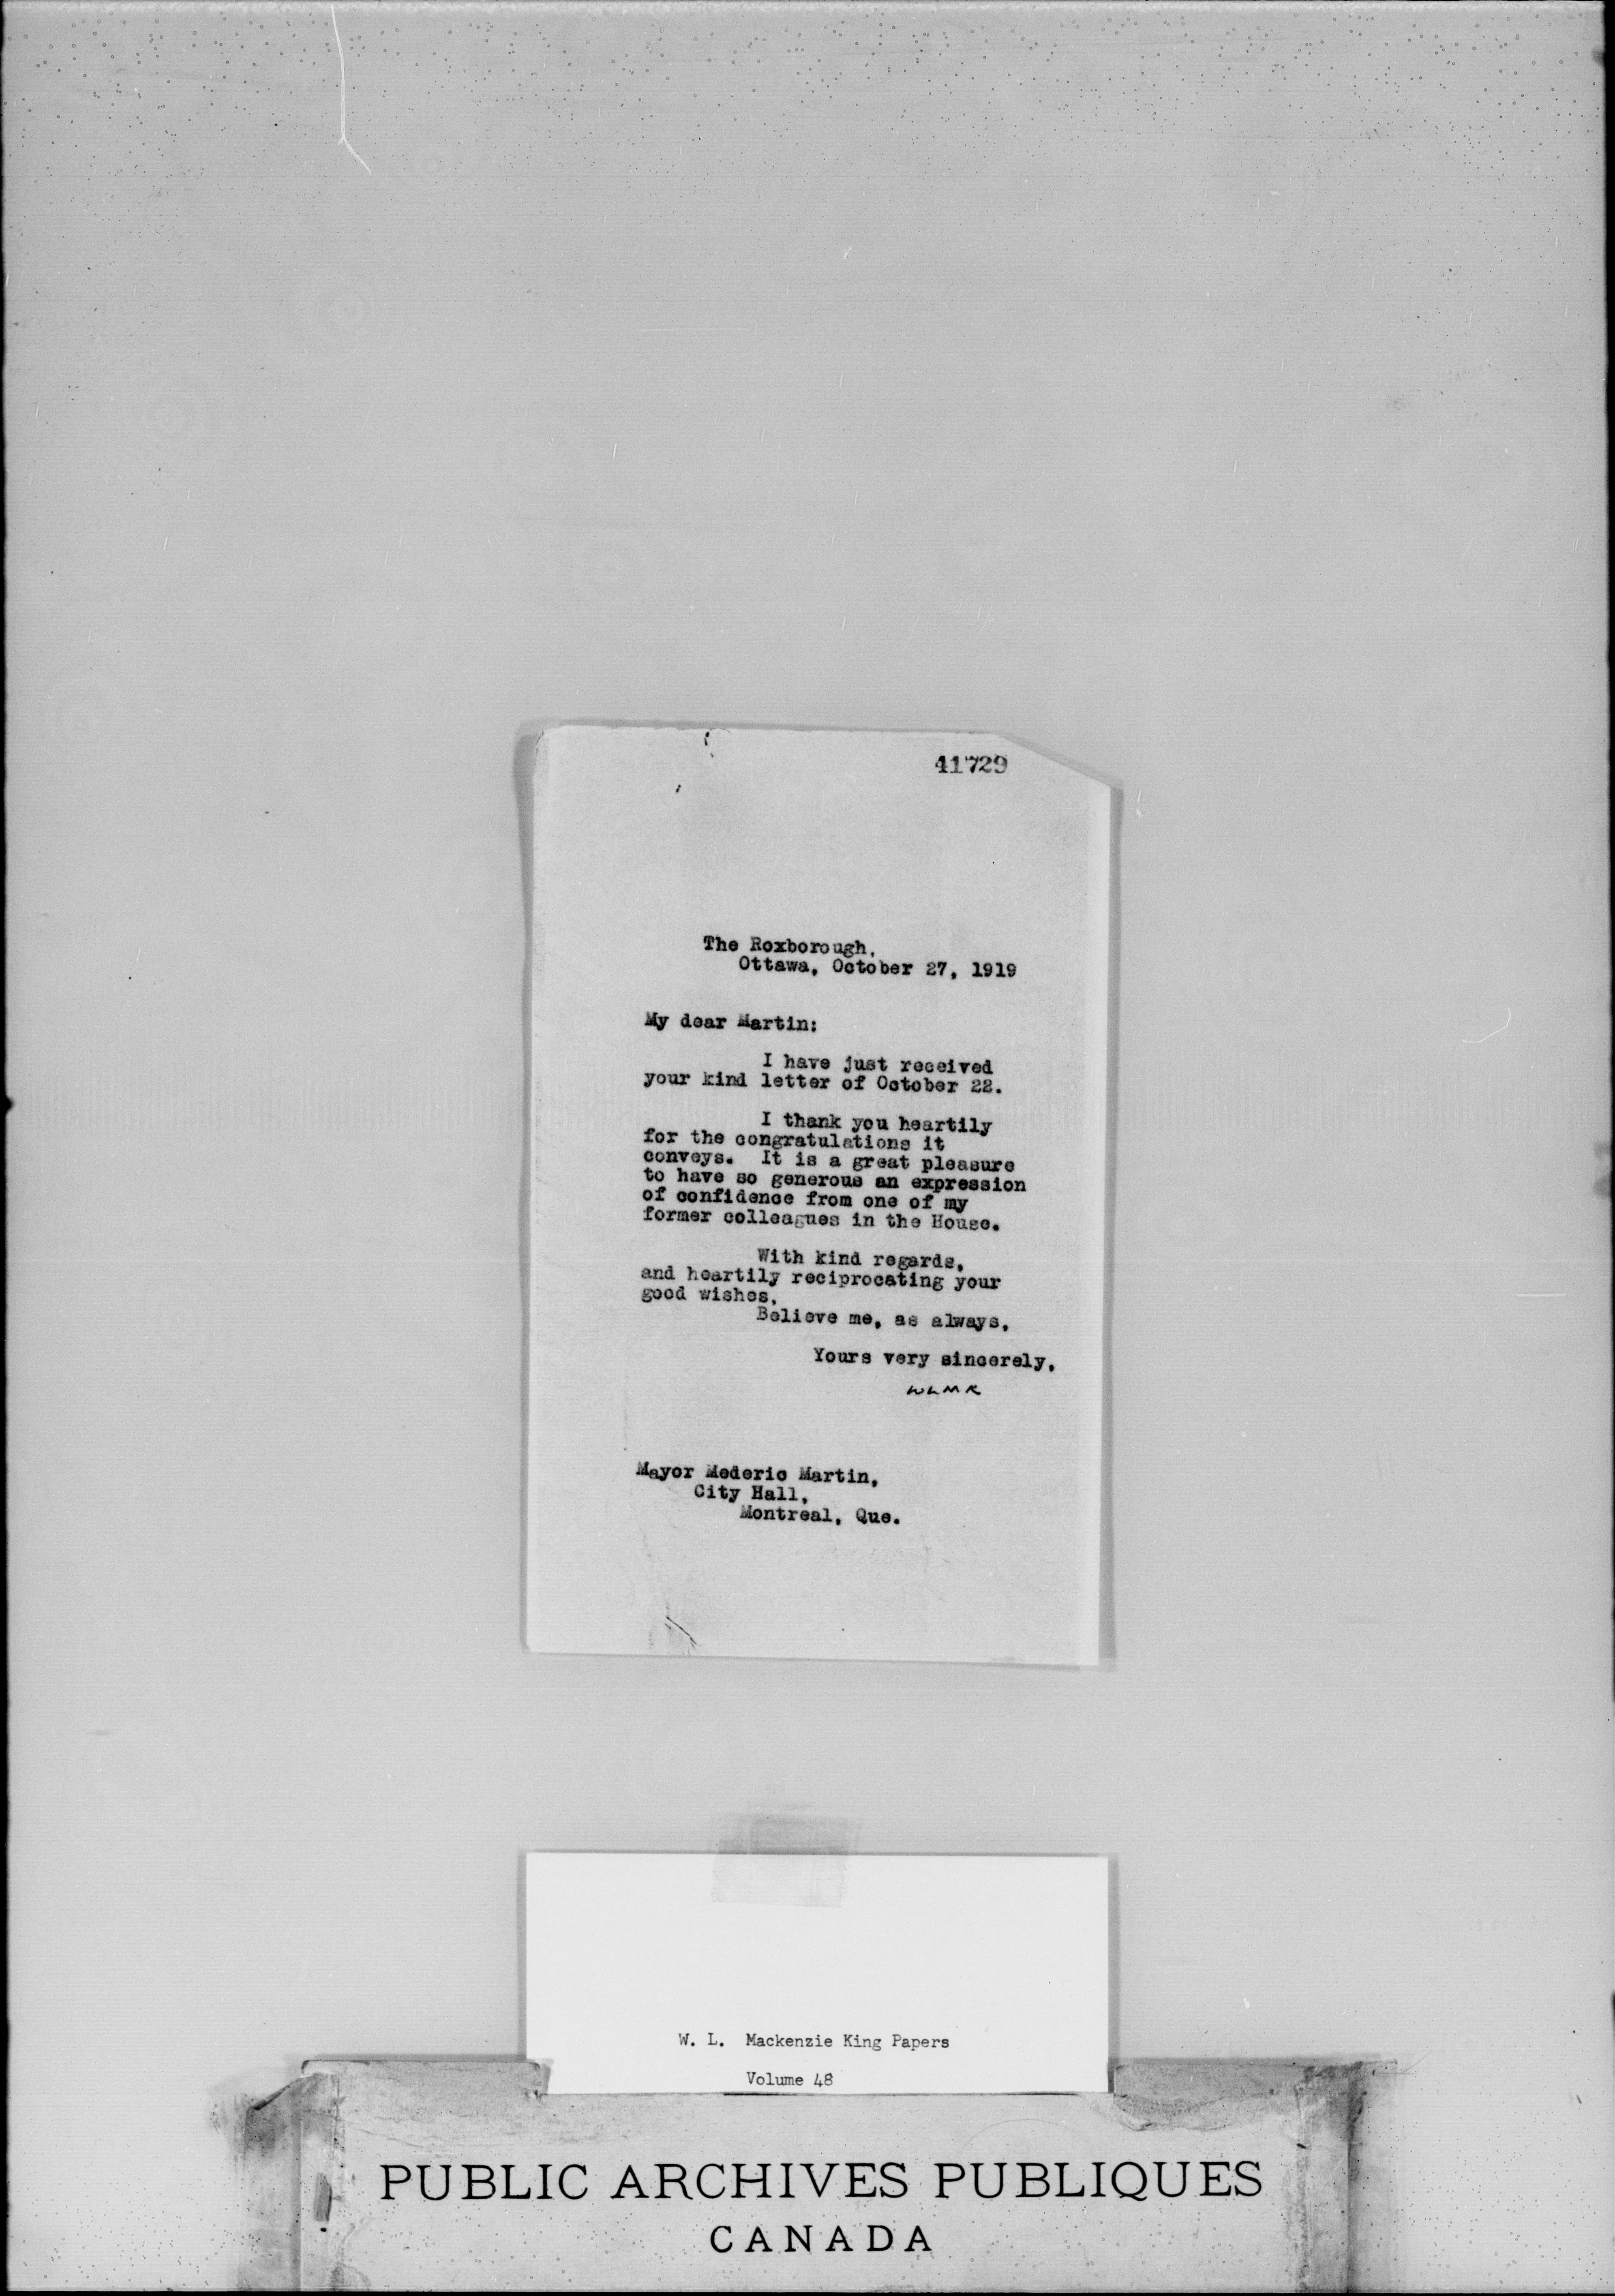 41729
The Roxborough,
Ottawa, October 27, 1919
My dear Martin:
I have just received
your kind letter of October 22.
I thank you heartily
for the congratulations it
conveys. It is a great pleasure
to have so generous an expression
of confidence from one of my
former colleagues in the House.
With kind regards,
and heartily reciprocating your
good wishes,
Believe me, as always,
Yours very sincerely,
WLMK
Mayor Mederic Martin,
City Hall,
Montreal, Que.
W. L. Mackenzie King Papers
Volume 48
PUBLIC ARCHIVES PUBLIQUES
CANADA